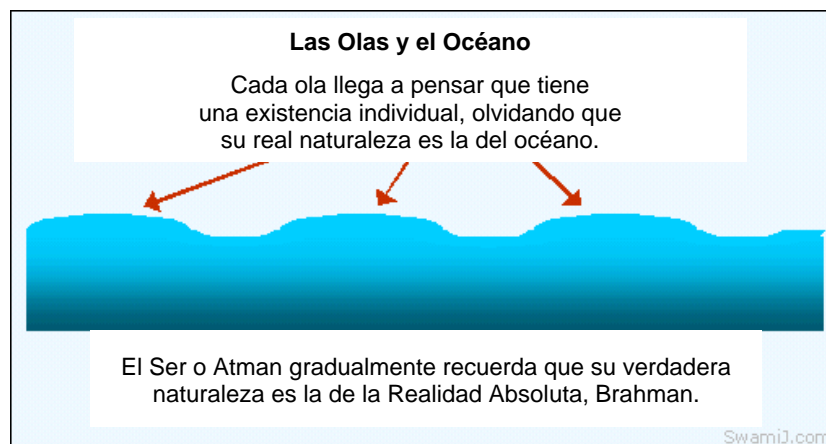 Las Olas y el Océano
Cada ola llega a pensar que tiene
una existencia individual, olvidando que
su real naturaleza es la del océano.
El Ser o Atman gradualmente recuerda que su verdadera
naturaleza es la de la Realidad Absoluta, Brahman.
SwamiJ.com